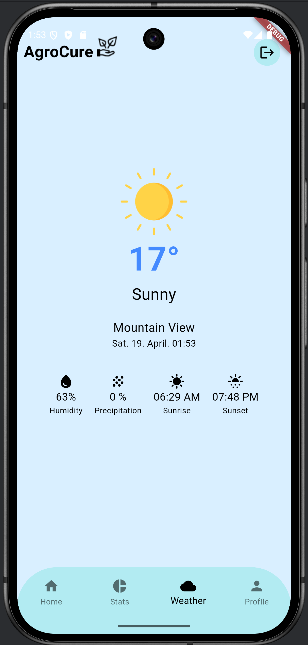 1:53
DEBUG
AgroCure
17°
Sunny
Mountain View
Sat. 19. April. 01:53
63% 0 % 06:29 AM 07:48 PM
Humidity Precipitation Sunrise Sunset
Home Stats Weather Profile